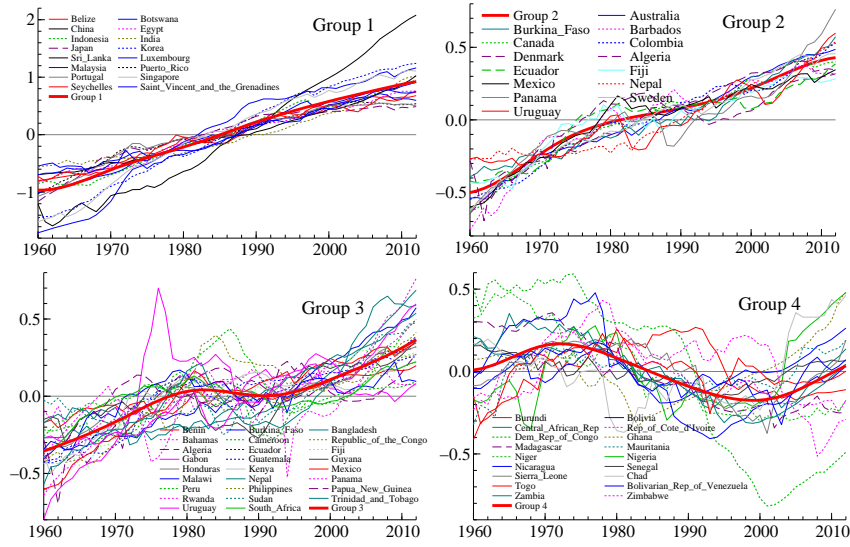 Group 1
Belize Botswana
China Egypt
Indonesia India
Japan Korea
Sri_Lanka Luxembourg
Malaysia Puerto_Rico
Portugal Singapore
Seychelles Saint_Vincent_and_the_Grenadines
Group 1
2
1
0
−1
1960 1970 1980 1990 2000 2010
Group 2
Group 2 Australia
Burkina_Faso Barbados
Canada Colombia
Denmark Algeria
Ecuador Fiji
Mexico Nepal
Panama Sweden
Uruguay
0.5
0.0
−0.5
1960 1970 1980 1990 2000 2010
Group 3
0.5
0.0
−0.5
Benin Burkina_Faso Bangladesh
Bahamas Cameroon Republic_of_the_Congo
Algeria Ecuador Fiji
Gabon Guatemala Guyana
Honduras Kenya Mexico
Malawi Nepal Panama
Peru Philippines Papua_New_Guinea
Rwanda Sudan Trinidad_and_Tobago
Uruguay South_Africa Group 3
1960 1970 1980 1990 2000 2010
Group 4
0.5
0.0
−0.5
Burundi Bolivia
Central_African_Rep Rep_of_Cote_d'Ivoire
Dem_Rep_of_Congo Ghana
Madagascar Mauritania
Niger Nigeria
Nicaragua Senegal
Sierra_Leone Chad
Togo Bolivarian_Rep_of_Venezuela
Zambia Zimbabwe
Group 4
1960 1970 1980 1990 2000 2010